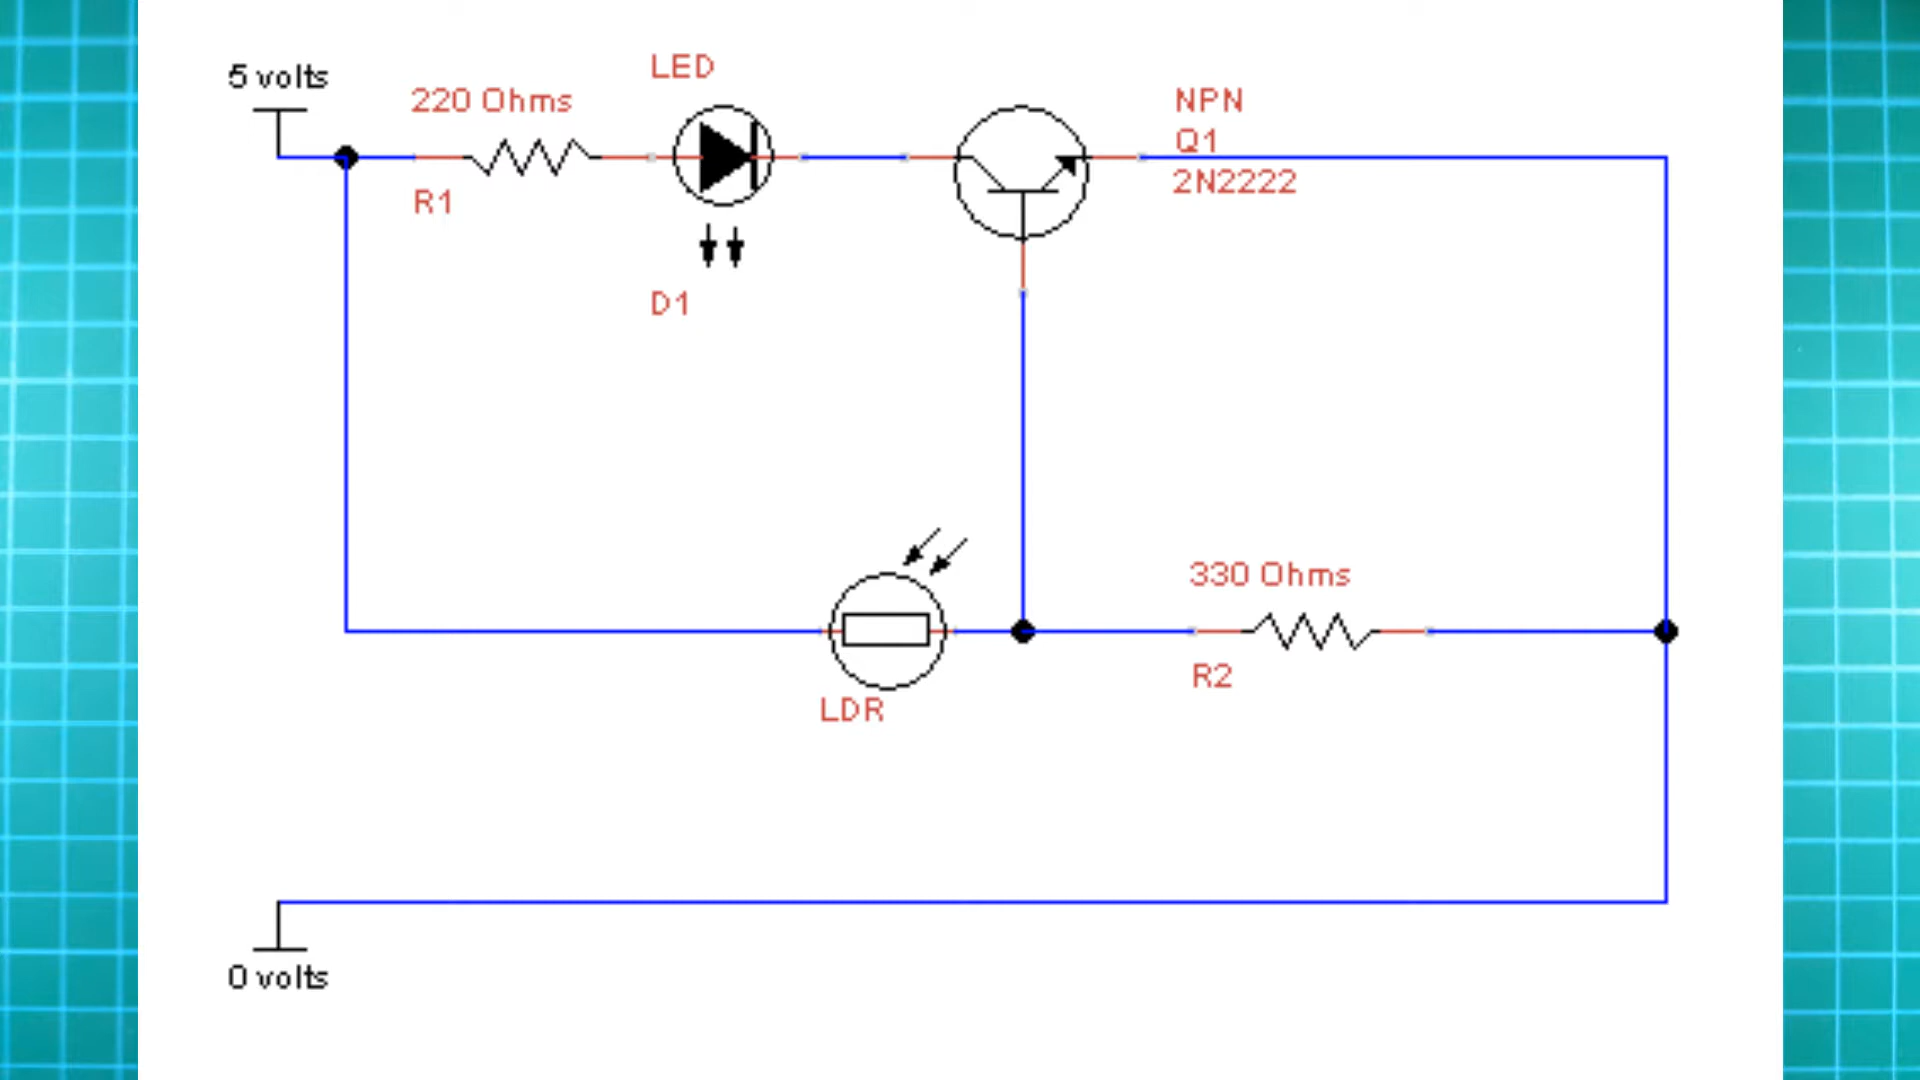 5 volts
220 Ohms
R1
LED
D1
NPN
Q1
2N2222
330 Ohms
R2
LDR
0 volts